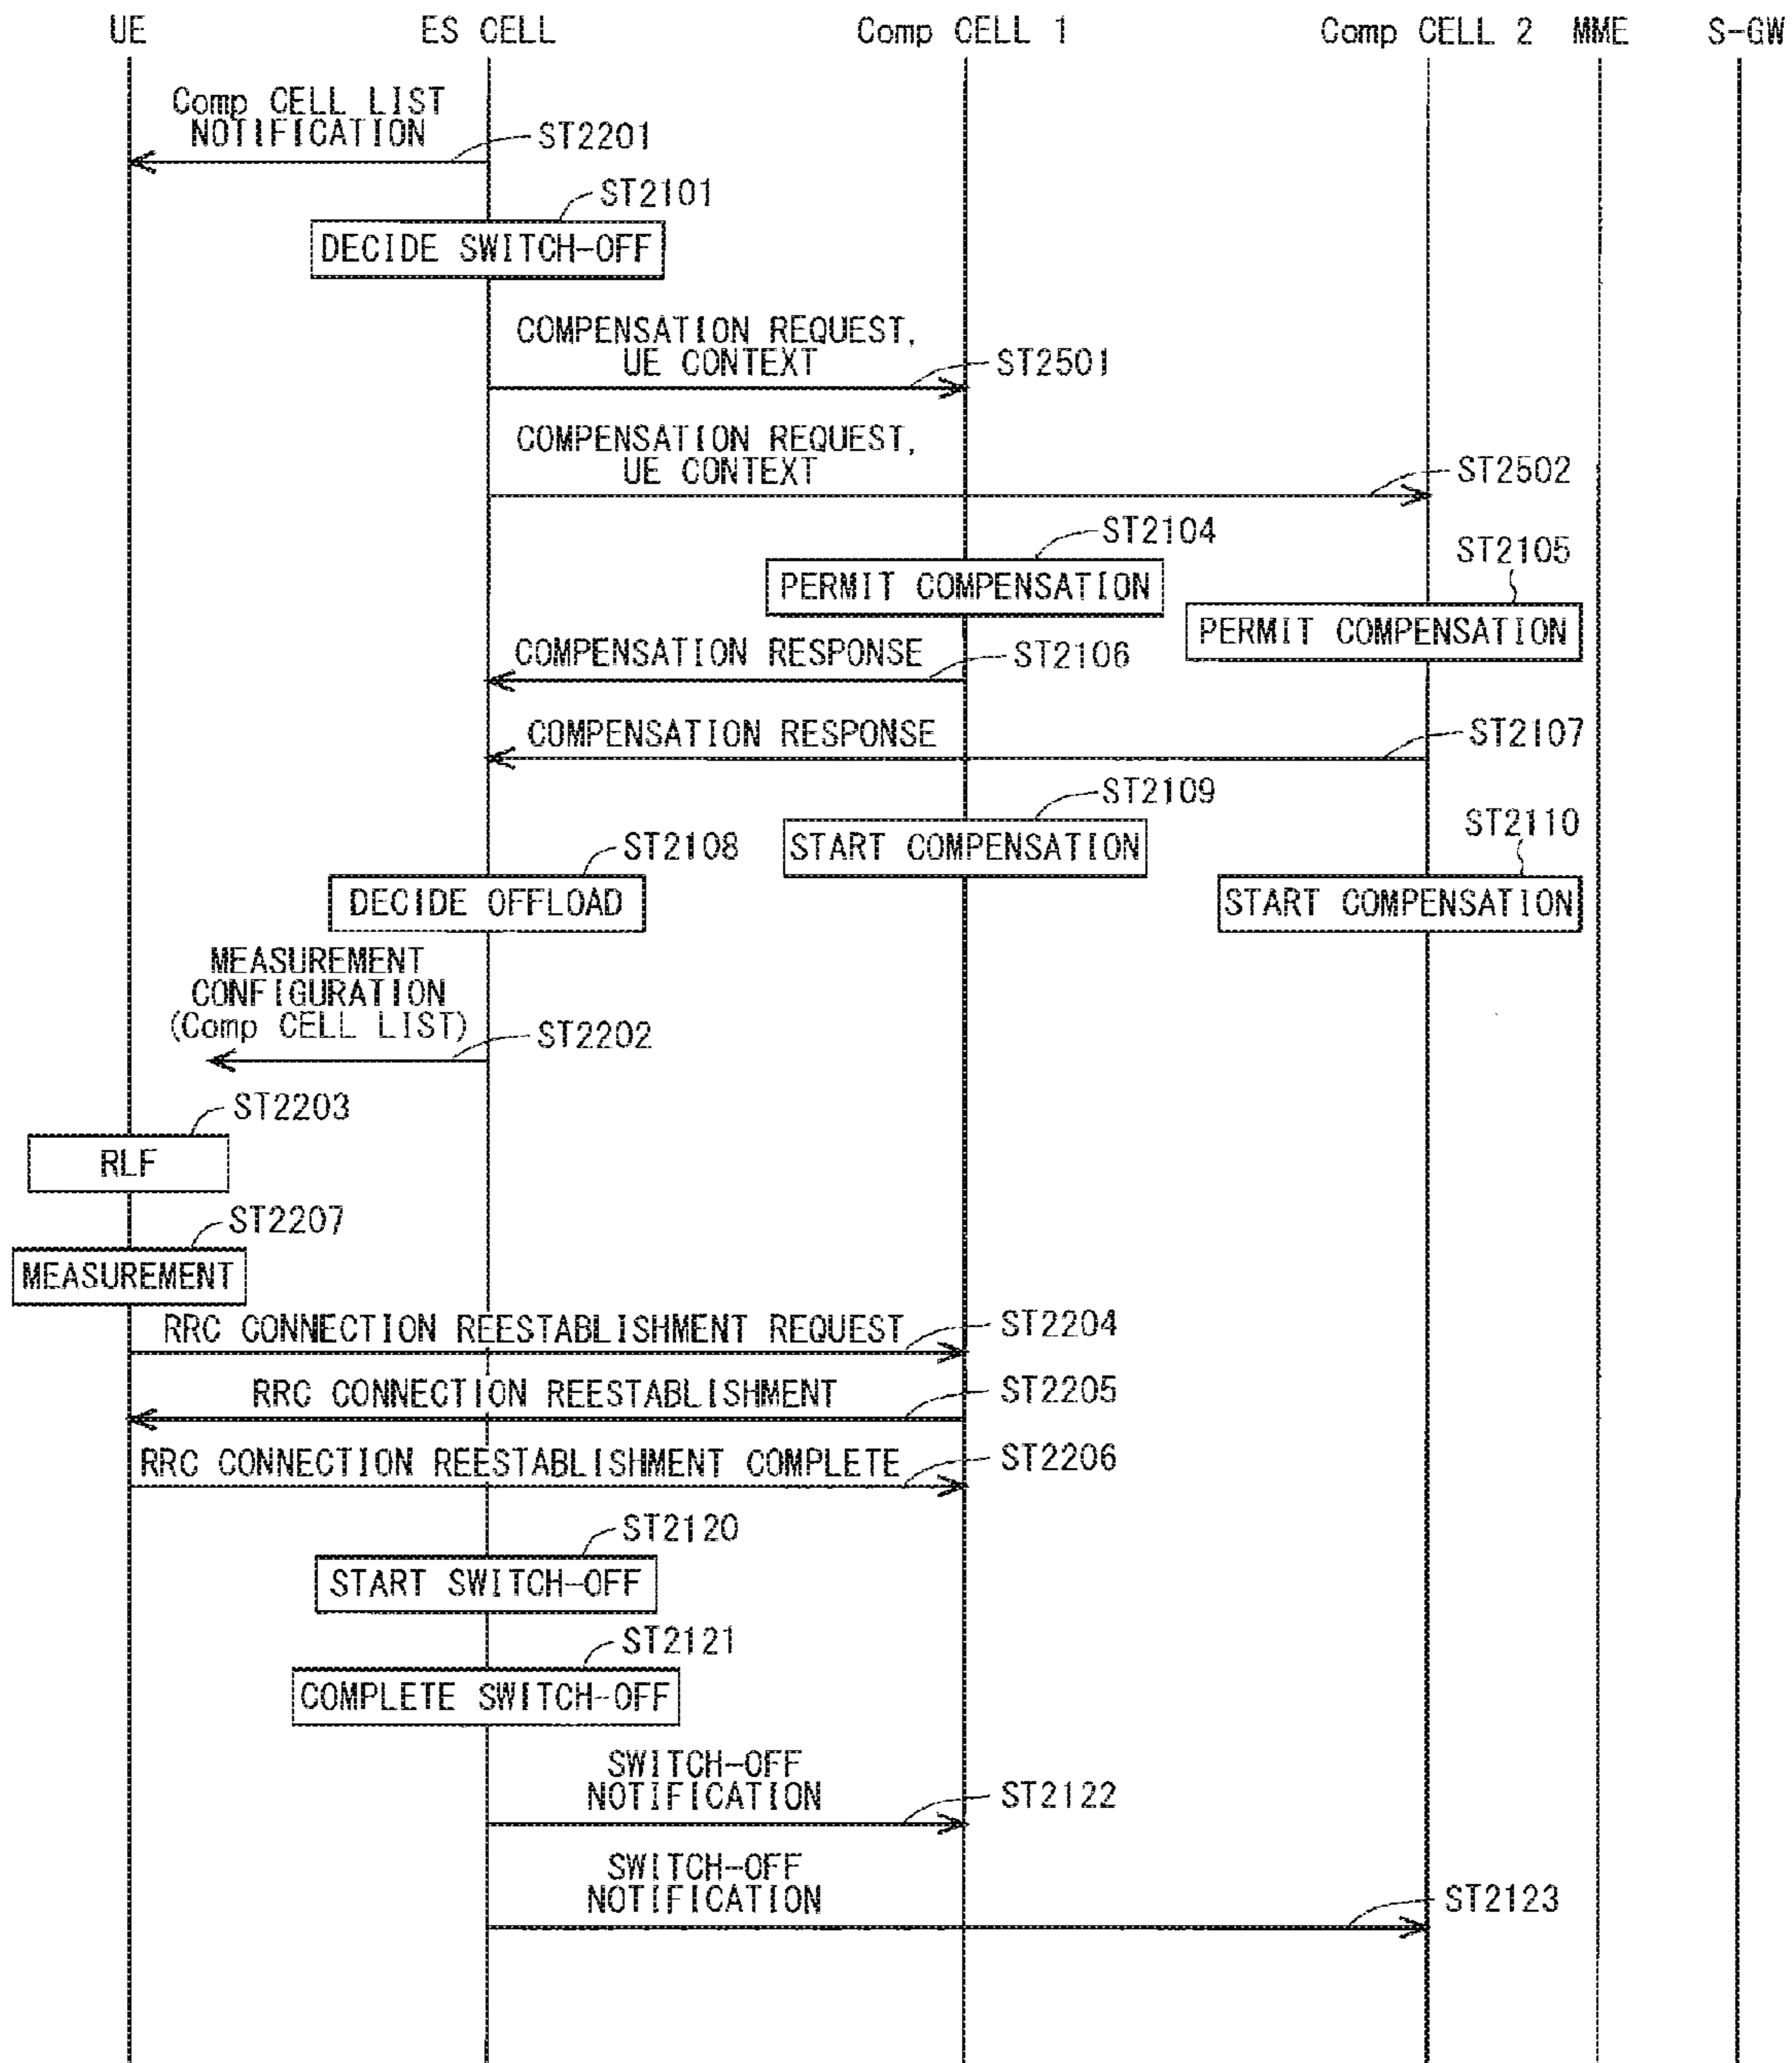 UE ES CELL Comp CELL 1 Comp CELL 2 MME S-GW
Comp CELL LIST
NOTIFICATION
ST2201
ST2101
DECIDE SWITCH-OFF
COMPENSATION REQUEST,
UE CONTEXT
ST2501
COMPENSATION REQUEST,
UE CONTEXT
ST2502
ST2104
PERMIT COMPENSATION
ST2105
PERMIT COMPENSATION
COMPENSATION RESPONSE
ST2106
COMPENSATION RESPONSE
ST2107
ST2109
START COMPENSATION
ST2110
START COMPENSATION
ST2108
DECIDE OFFLOAD
MEASUREMENT
CONFIGURATION
(Comp CELL LIST)
ST2202
ST2203
RLF
ST2207
MEASUREMENT
RRC CONNECTION REESTABLISHMENT REQUEST
ST2204
RRC CONNECTION REESTABLISHMENT
ST2205
RRC CONNECTION REESTABLISHMENT COMPLETE
ST2206
ST2120
START SWITCH-OFF
ST2121
COMPLETE SWITCH-OFF
SWITCH-OFF
NOTIFICATION
ST2122
SWITCH-OFF
NOTIFICATION
ST2123